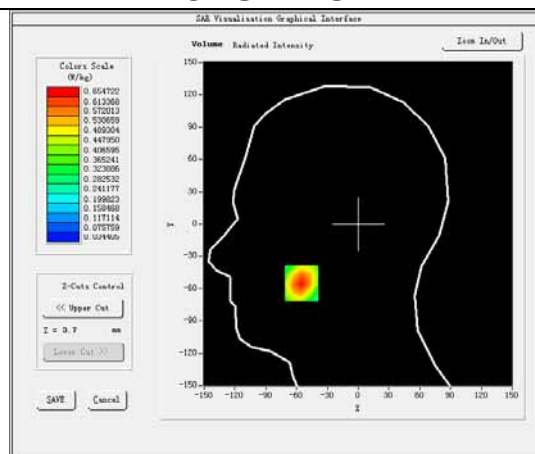 SAR Visualisation Graphical Interface
Volume Radiated Intensity
Zoom In/Out
Colors Scale
(W/kg)
0.654722
0.613368
0.572013
0.530659
0.489304
0.447950
0.406595
0.365241
0.323886
0.282532
0.241177
0.199823
0.158468
0.117114
0.075759
0.034405
Z-Cuts Control
<< Upper Cut
Z = 3.7 mm
Lower Cut >>
SAVE
Cancel
150
120
90
60
30
0
-30
-60
-90
-120
-150
Y
-150 -120 -90 -60 -30 0 30 60 90 120 150
X